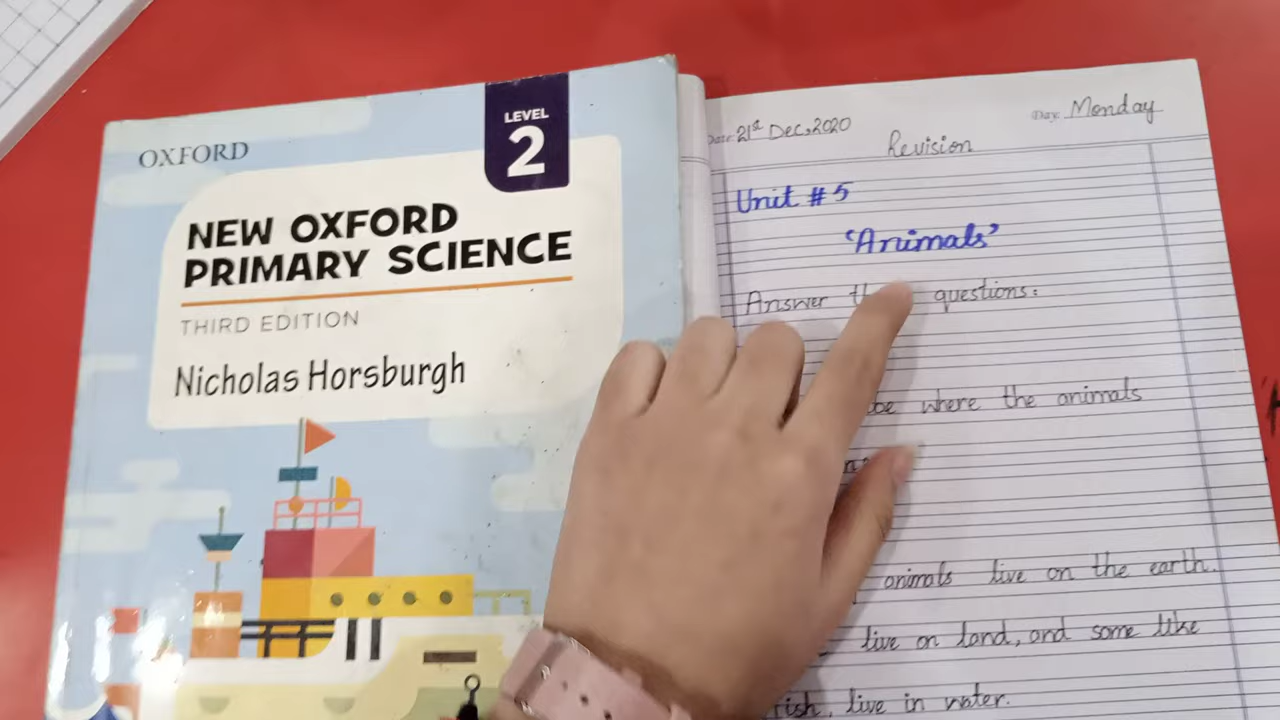 OXFORD
LEVEL
2
NEW OXFORD
PRIMARY SCIENCE
THIRD EDITION
Nicholas Horsburgh
Date: 21st Dec, 2020
Day: Monday
Revision
Unit # 5
'Animals'
Answer questions:
where the animals
animals live on the earth.
live on land, and some like
fish, live in water.